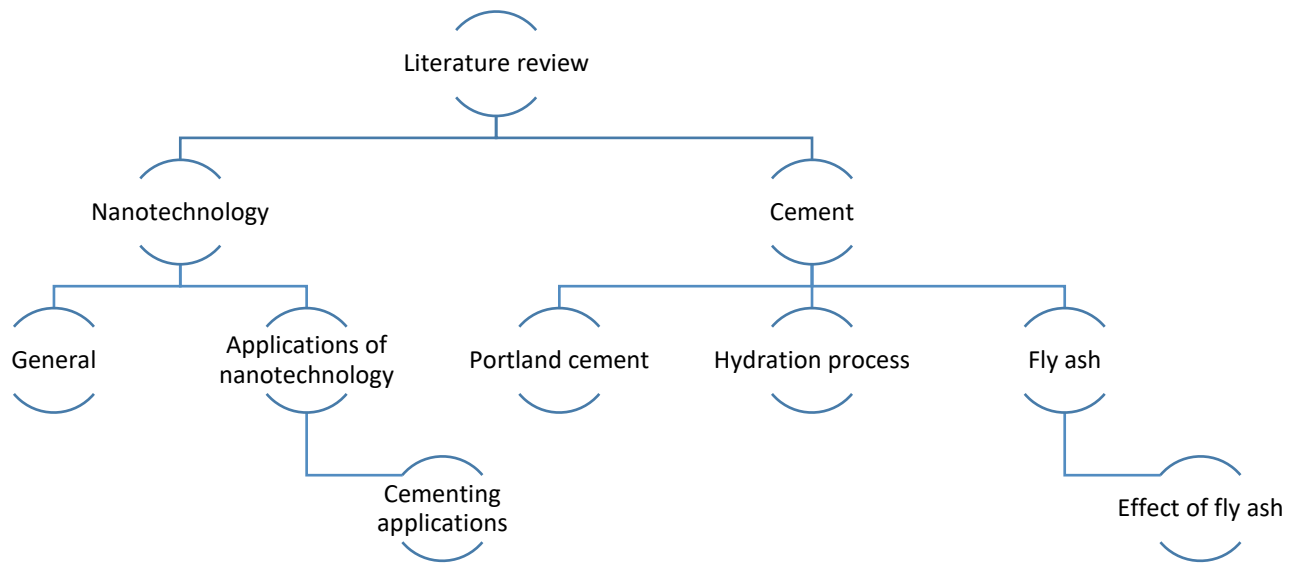 Literature review
Nanotechnology
Cement
General
Applications of
nanotechnology
Portland cement
Hydration process
Fly ash
Cementing
applications
Effect of fly ash